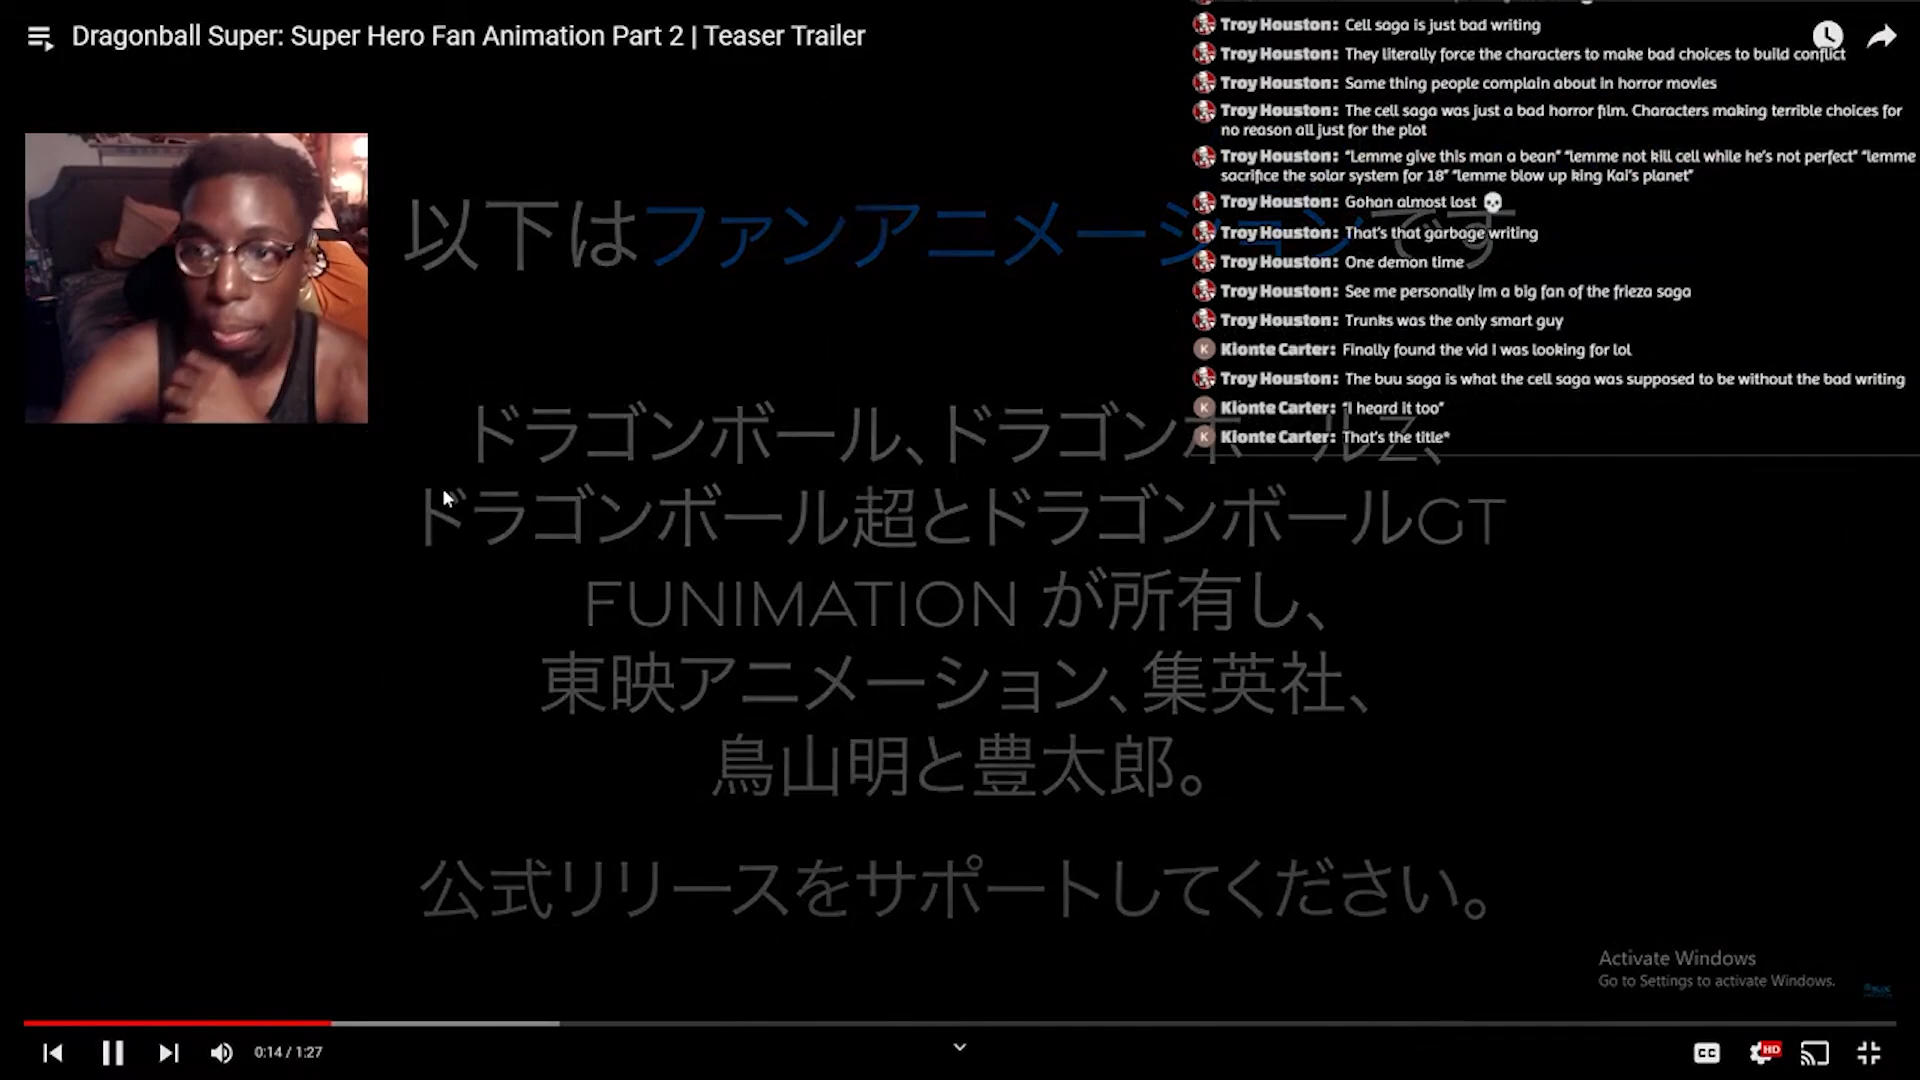 Dragonball Super: Super Hero Fan Animation Part 2 | Teaser Trailer
Troy Houston: Cell saga is just bad writing
Troy Houston: They literally force the characters to make bad choices to build conflict
Troy Houston: Same thing people complain about in horror movies
Troy Houston: The cell saga was just a bad horror film. Characters making terrible choices for
no reason all just for the plot
Troy Houston: "Lemme give this man a bean" "lemme not kill cell while he's not perfect" "lemme
sacrifice the solar system for 18" "lemme blow up king Kai's planet"
Troy Houston: Gohan almost lost 💀
Troy Houston: That's that garbage writing
Troy Houston: One demon time
Troy Houston: See me personally im a big fan of the frieza saga
Troy Houston: Trunks was the only smart guy
K Kionte Carter: Finally found the vid I was looking for lol
Troy Houston: The buu saga is what the cell saga was supposed to be without the bad writing
K Kionte Carter: "I heard it too"
K Kionte Carter: That's the title*
以下はファンアニメーションです
ドラゴンボール、ドラゴンボールZ、
ドラゴンボール超とドラゴンボールGT
FUNIMATION が所有し、
東映アニメーション、集英社、
鳥山明と豊太郎。
公式リリースをサポートしてください。
Activate Windows
Go to Settings to activate Windows.
0:14 / 1:27
CC
HD